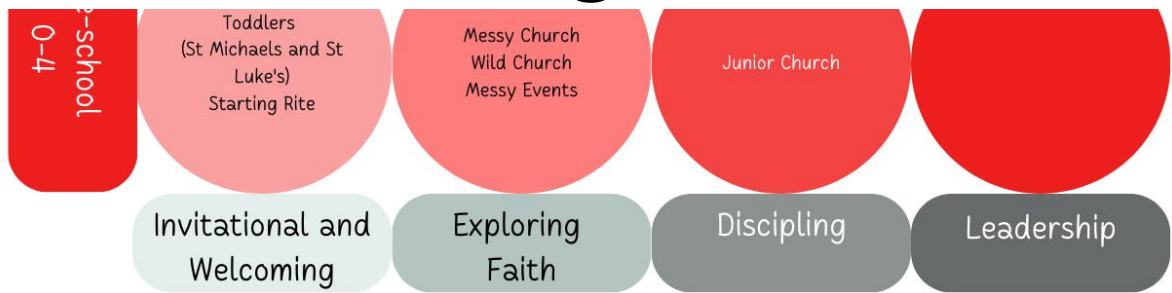 e-school
0-4
Toddlers
(St Michaels and St
Luke's)
Starting Rite
Messy Church
Wild Church
Messy Events
Junior Church
Invitational and
Welcoming
Exploring
Faith
Discipling
Leadership